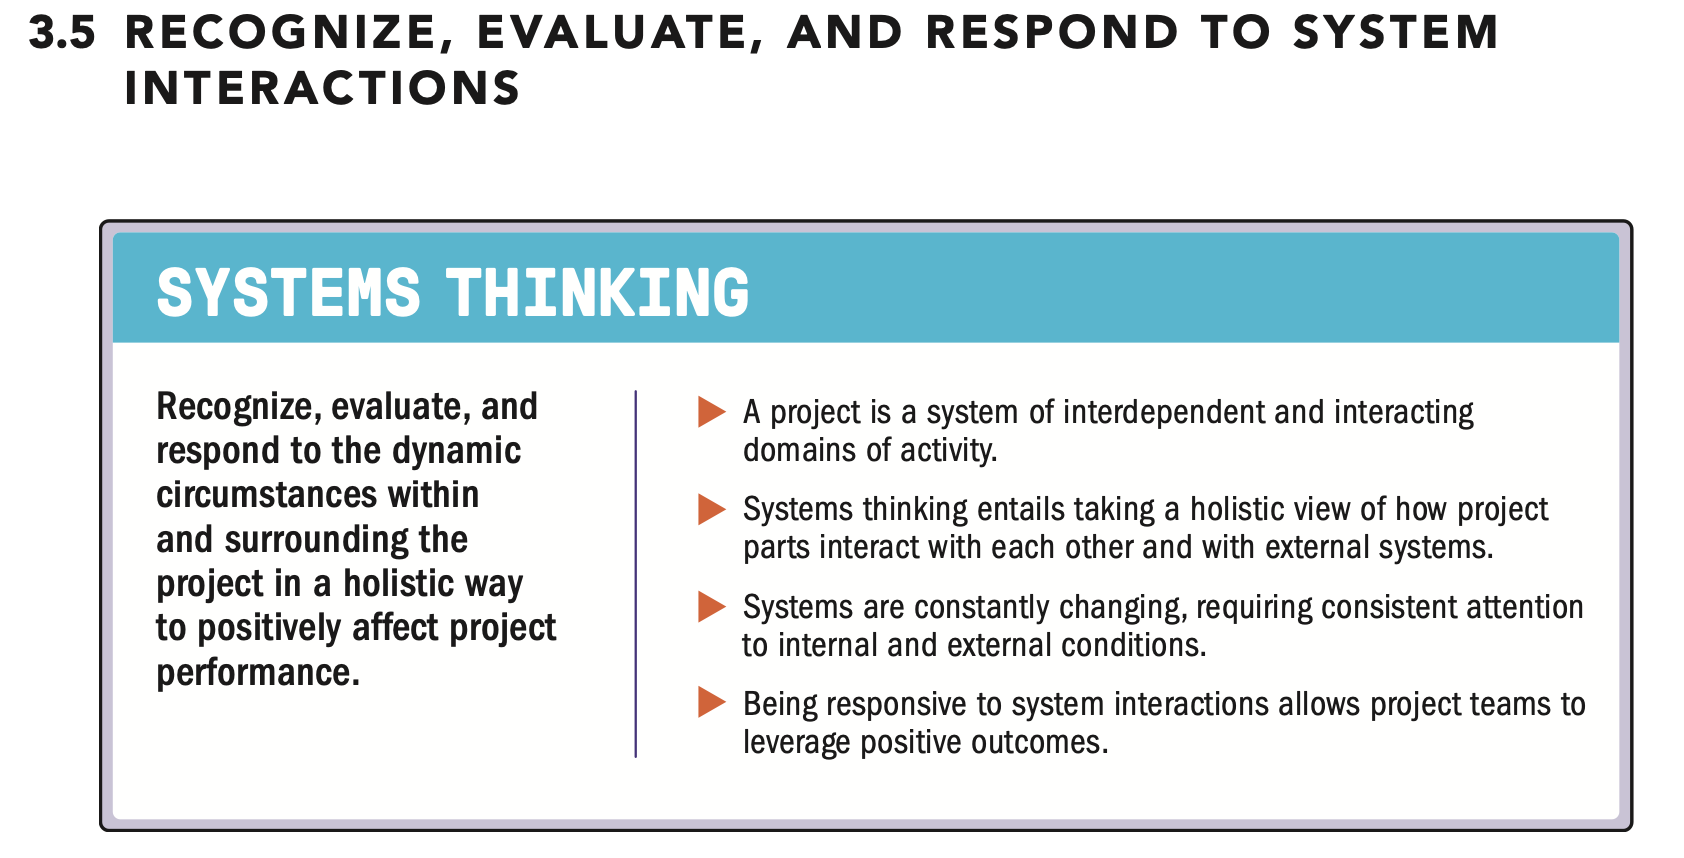 3.5 RECOGNIZE, EVALUATE, AND RESPOND TO SYSTEM
INTERACTIONS
SYSTEMS THINKING
Recognize, evaluate, and
respond to the dynamic
circumstances within
and surrounding the
project in a holistic way
to positively affect project
performance.
A project is a system of interdependent and interacting
domains of activity.
Systems thinking entails taking a holistic view of how project
parts interact with each other and with external systems.
Systems are constantly changing, requiring consistent attention
to internal and external conditions.
Being responsive to system interactions allows project teams to
leverage positive outcomes.